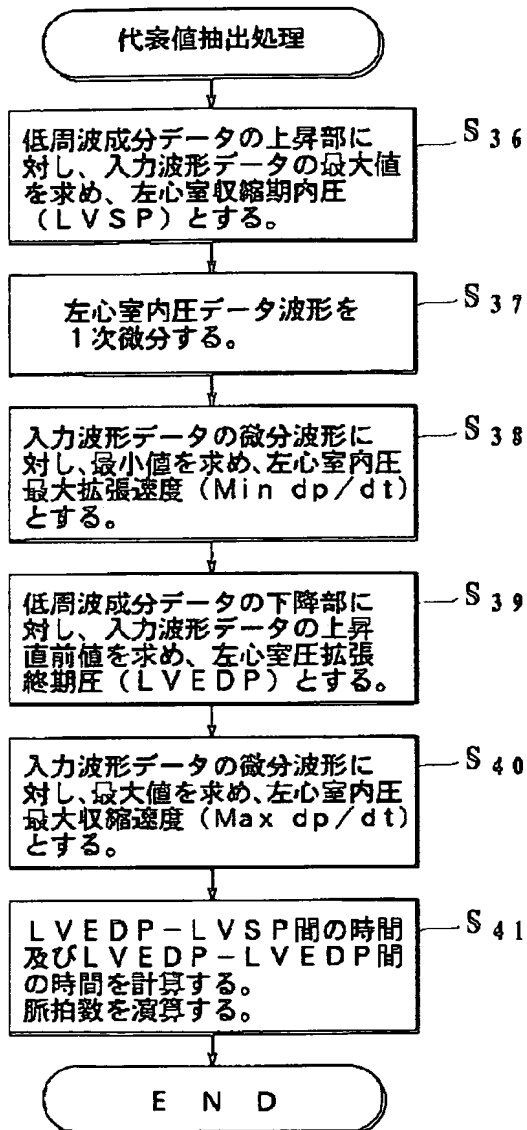 代表値抽出処理
低周波成分データの上昇部に
対し、入力波形データの最大値
を求め、左心室収縮期内圧
（ＬＶＳＰ）とする。
S36
左心室内圧データ波形を
１次微分する。
S37
入力波形データの微分波形に
対し、最小値を求め、左心室内圧
最大拡張速度（Min dp／dt）
とする。
S38
低周波成分データの下降部に
対し、入力波形データの上昇
直前値を求め、左心室圧拡張
終期圧（ＬＶＥＤＰ）とする。
S39
入力波形データの微分波形に
対し、最大値を求め、左心室内圧
最大収縮速度（Max dp／dt）
とする。
S40
ＬＶＥＤＰ－ＬＶＳＰ間の時間
及びＬＶＥＤＰ－ＬＶＥＤＰ間
の時間を計算する。
脈拍数を演算する。
S41
ＥＮＤ